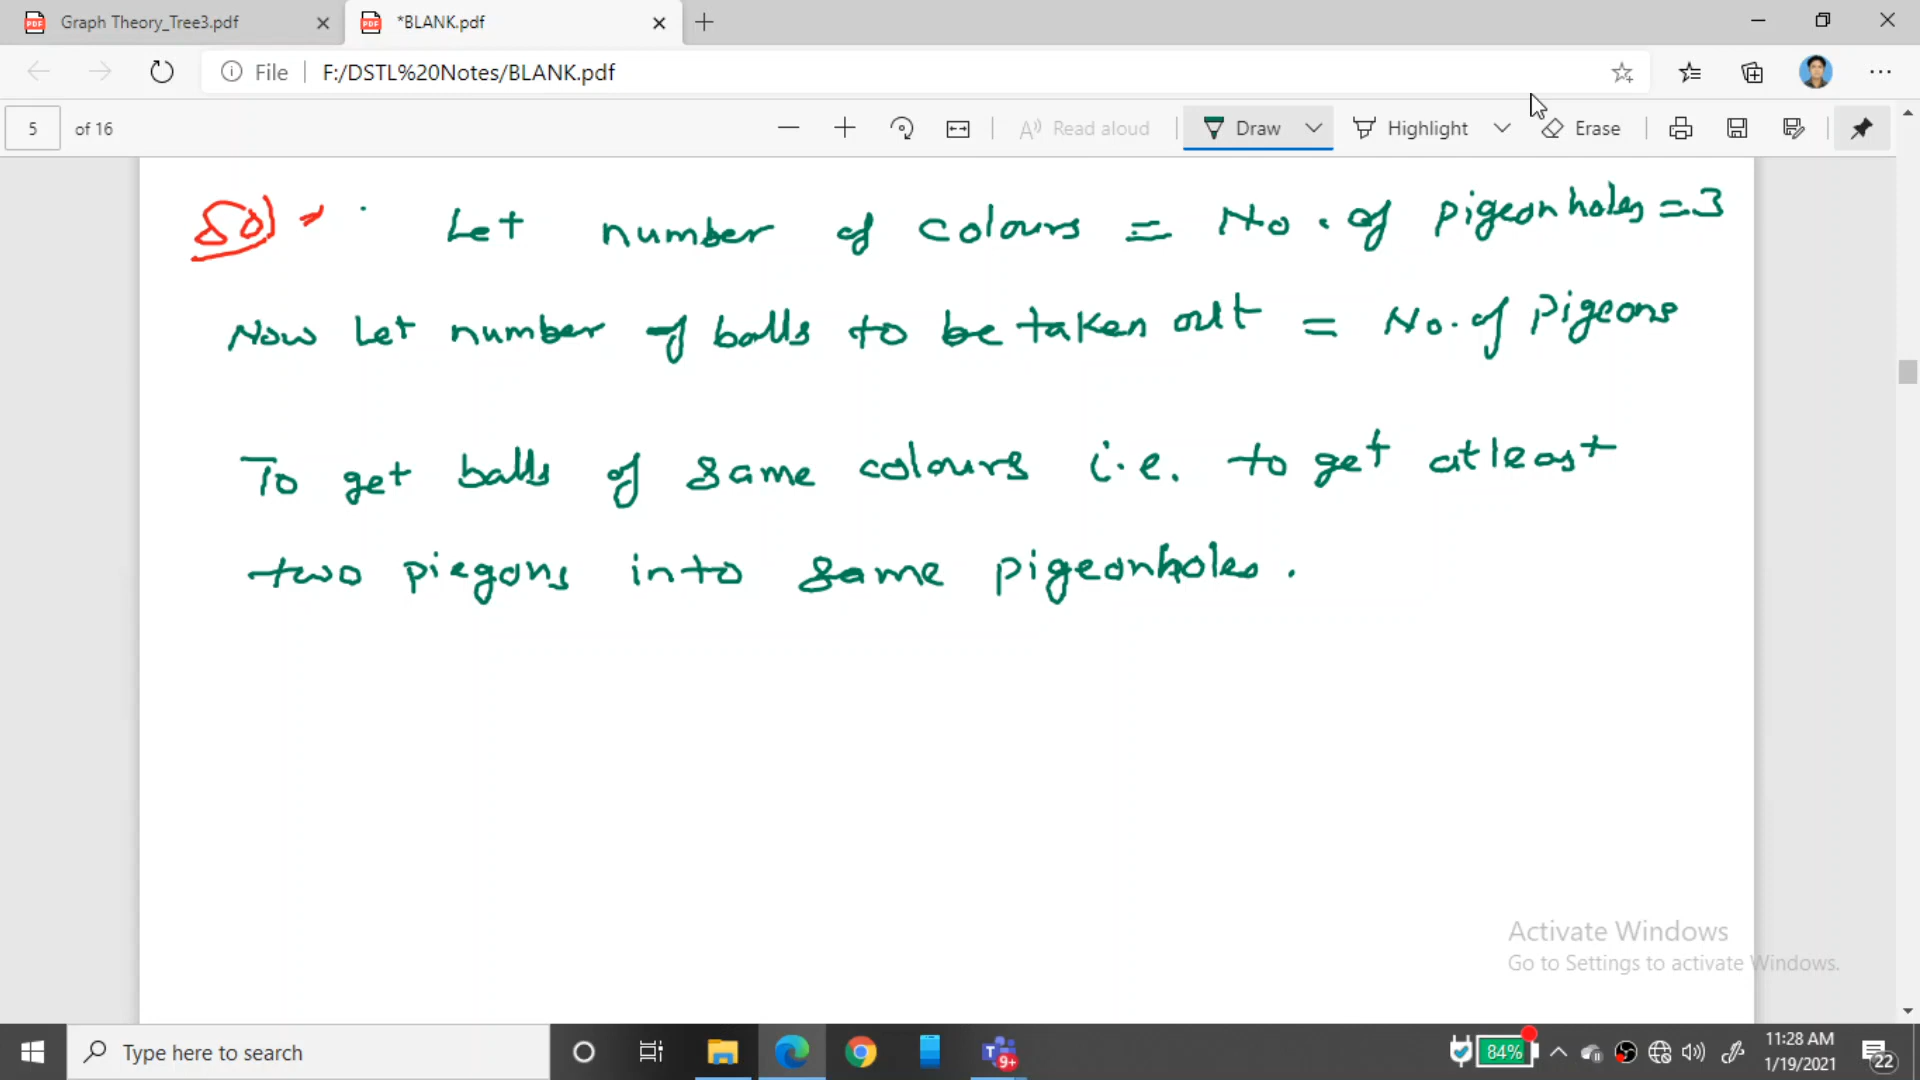 Graph Theory_Tree3.pdf
*BLANK.pdf
File
F:/DSTL%20Notes/BLANK.pdf
5 of 16
Read aloud
Draw
Highlight
Erase
Sol Let number of colours = No. of pigeonholes = 3
Now Let number of balls to be taken out = No. of pigeons
To get balls of same colours i.e. to get atleast
two piegons into same pigeonholes.
Activate Windows
Go to Settings to activate Windows.
Type here to search
84%
9+
11:28 AM
1/19/2021
22